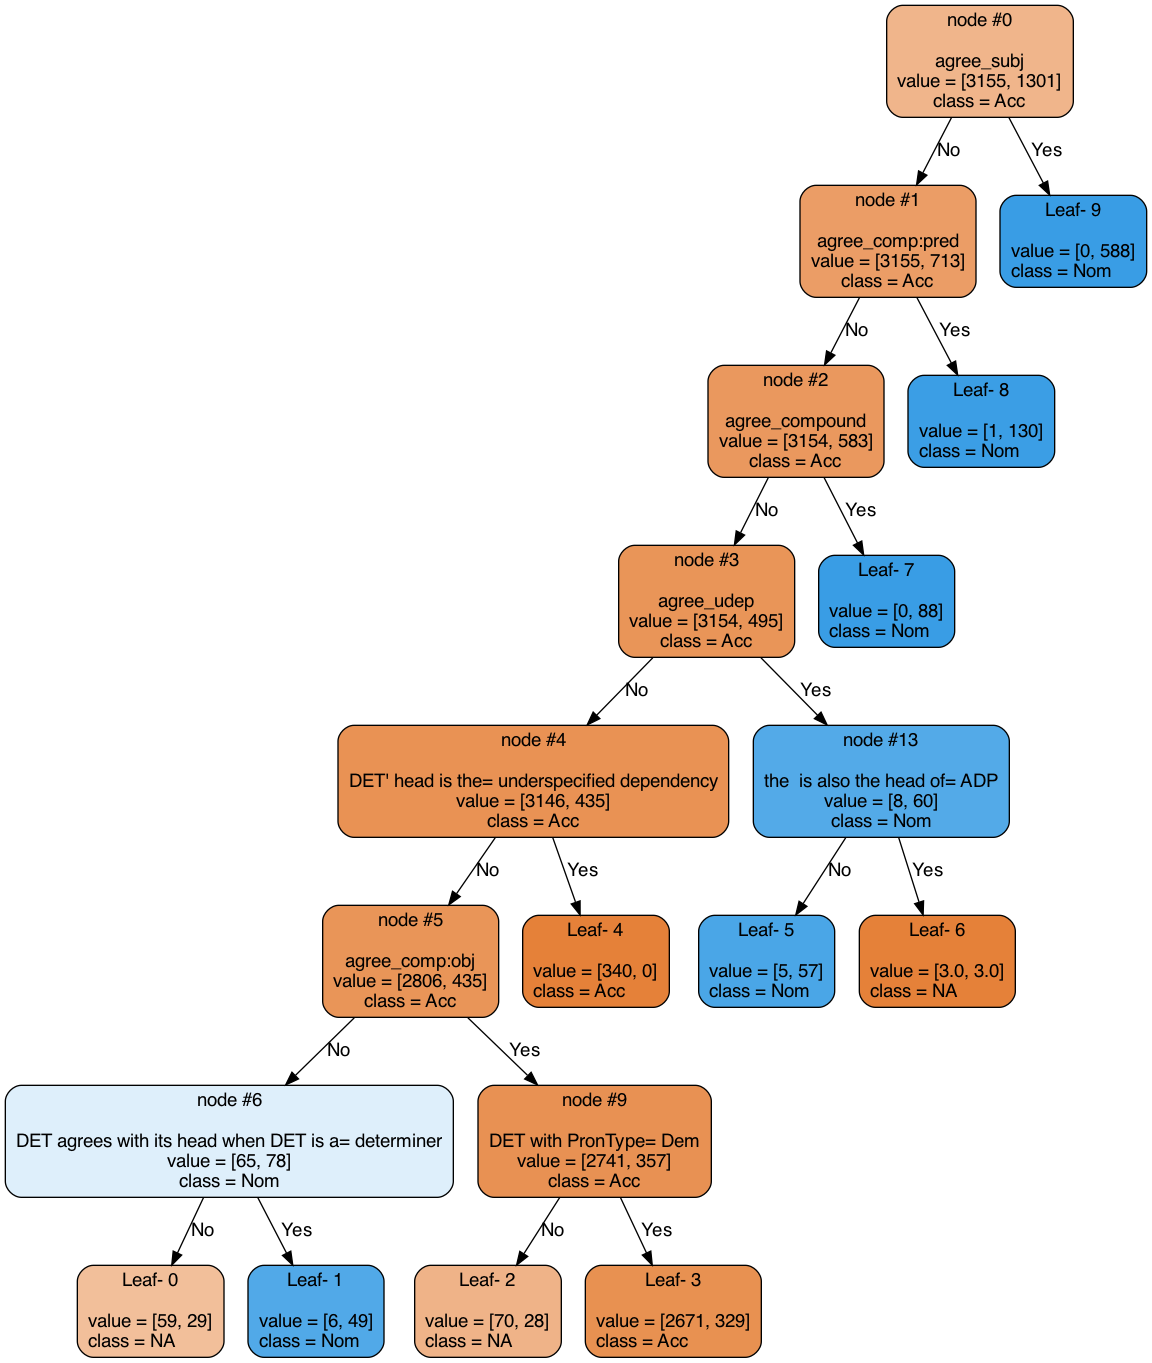 node #0
agree_subj
value = [3155, 1301]
class = Acc
No
Yes
node #1
agree_comp:pred
value = [3155, 713]
class = Acc
Leaf- 9
value = [0, 588]
class = Nom
No
Yes
node #2
agree_compound
value = [3154, 583]
class = Acc
Leaf- 8
value = [1, 130]
class = Nom
No
Yes
node #3
agree_udep
value = [3154, 495]
class = Acc
Leaf- 7
value = [0, 88]
class = Nom
No
Yes
node #4
DET' head is the= underspecified dependency
value = [3146, 435]
class = Acc
node #13
the  is also the head of= ADP
value = [8, 60]
class = Nom
No
Yes
No
Yes
node #5
agree_comp:obj
value = [2806, 435]
class = Acc
Leaf- 4
value = [340, 0]
class = Acc
Leaf- 5
value = [5, 57]
class = Nom
Leaf- 6
value = [3.0, 3.0]
class = NA
No
Yes
node #6
DET agrees with its head when DET is a= determiner
value = [65, 78]
class = Nom
node #9
DET with PronType= Dem
value = [2741, 357]
class = Acc
No
Yes
No
Yes
Leaf- 0
value = [59, 29]
class = NA
Leaf- 1
value = [6, 49]
class = Nom
Leaf- 2
value = [70, 28]
class = NA
Leaf- 3
value = [2671, 329]
class = Acc